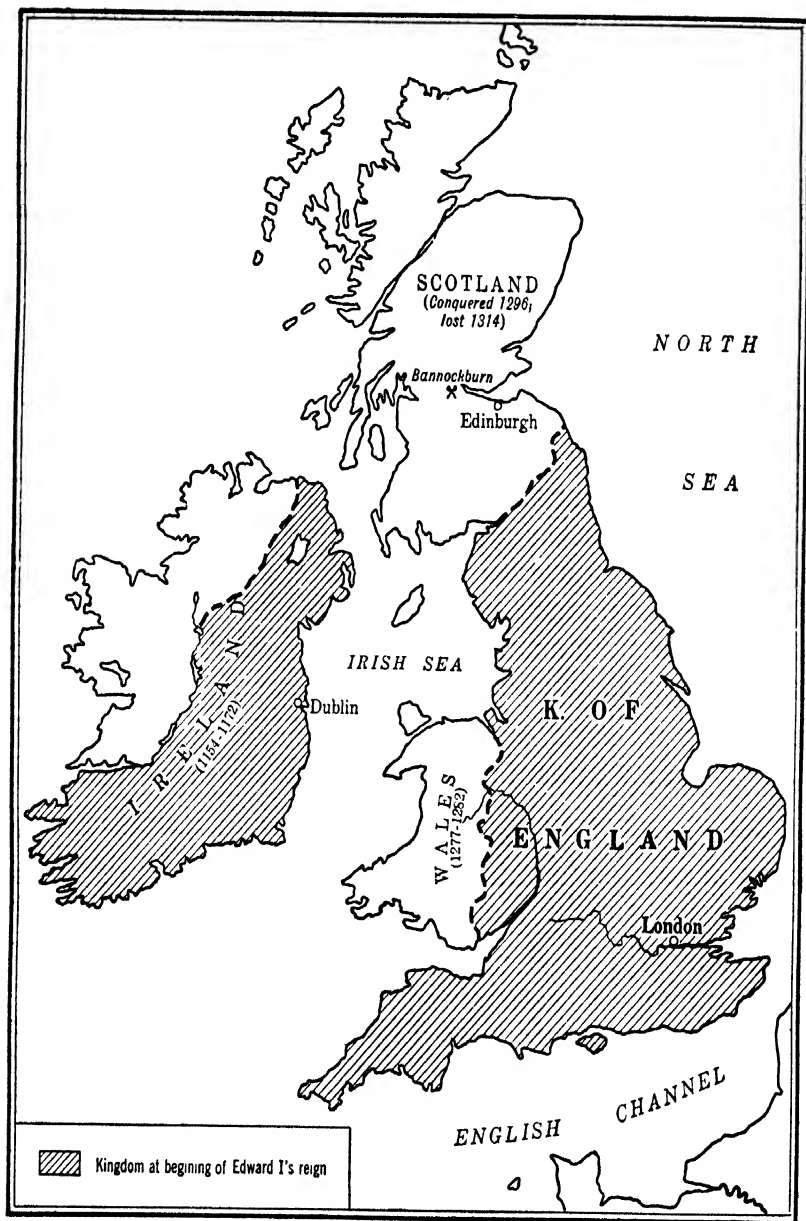 SCOTLAND
(Conquered 1296;
lost 1314)
NORTH
Bannockburn
Edinburgh
SEA
IRISH SEA
IRELAND
(1154-1172)
Dublin
K. OF
WALES
(1277-1282)
ENGLAND
London
ENGLISH CHANNEL
Kingdom at begining of Edward I's reign